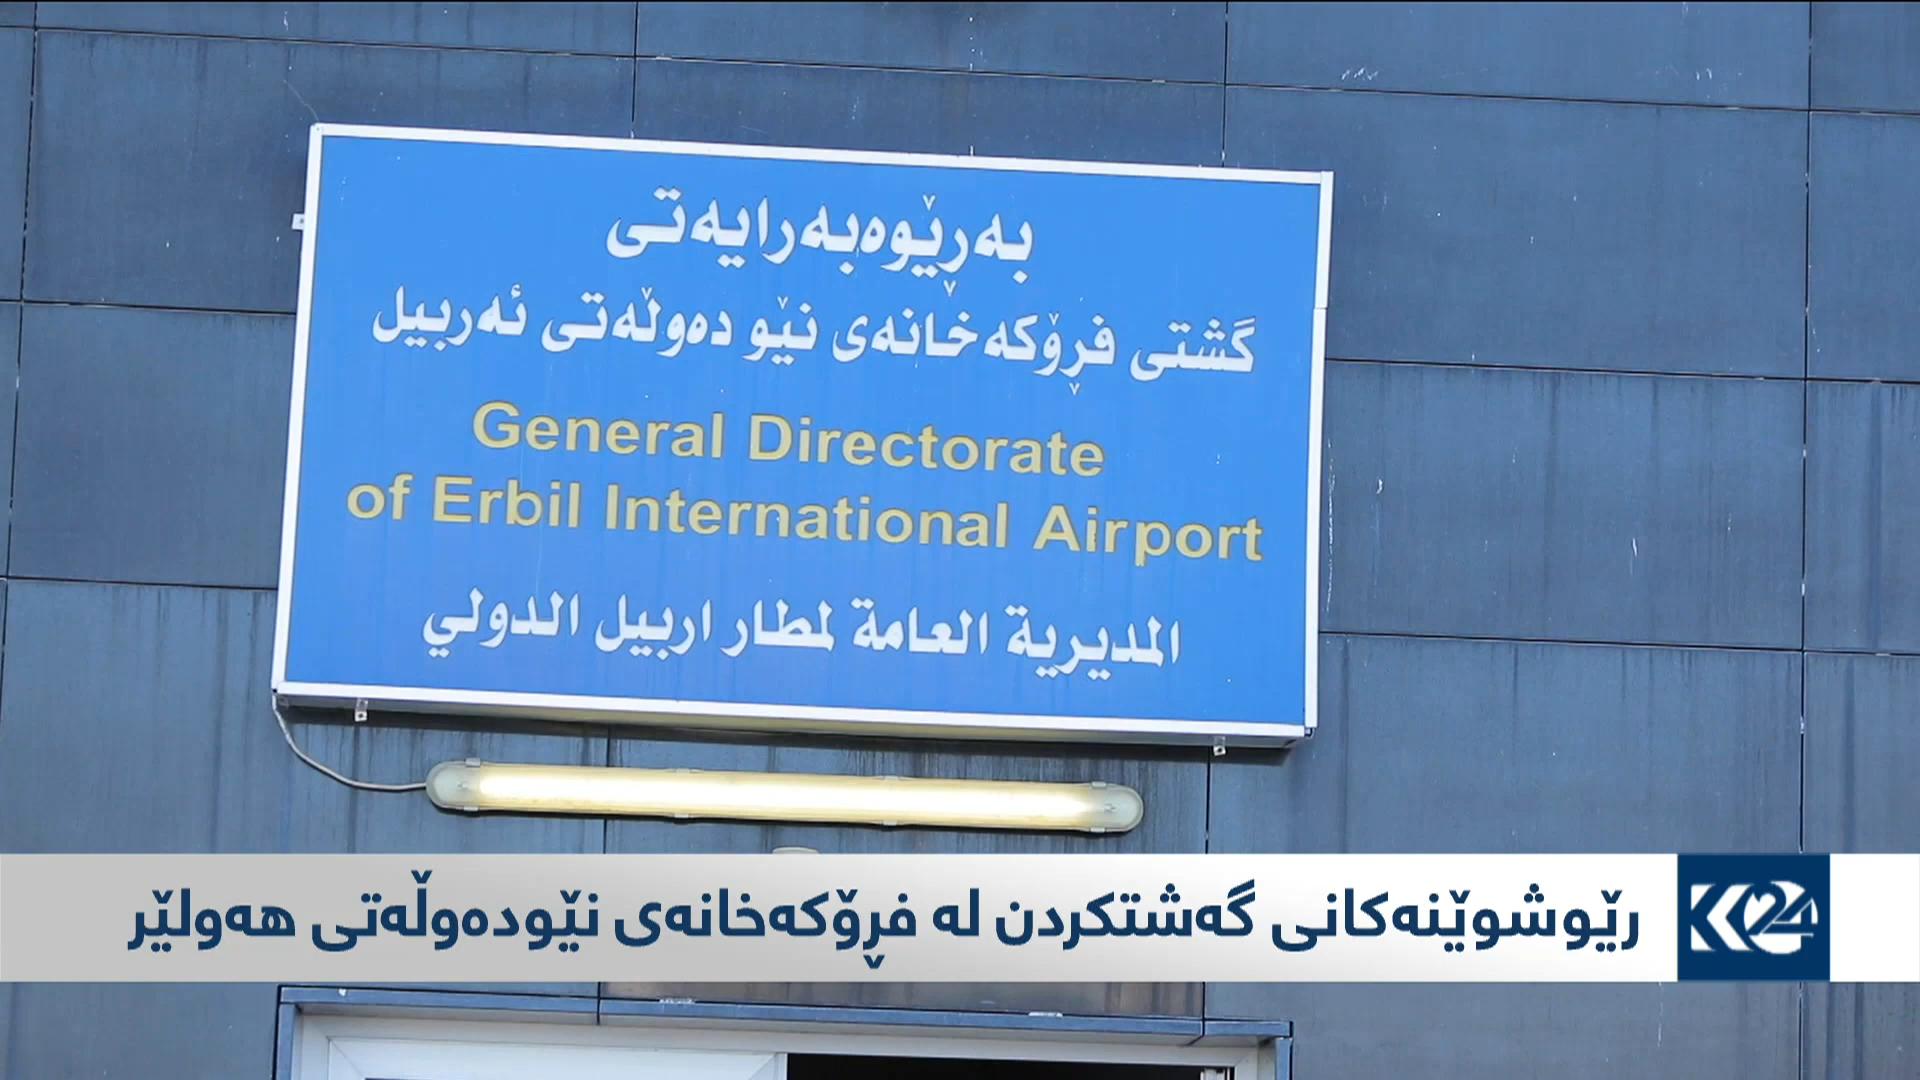 بەڕێوەبەرایەتی
گشتی فڕۆکەخانەی نێو دەوڵەتی ئەربیل
General Directorate
of Erbil International Airport
المديرية العامة لمطار اربيل الدولي
ڕێوشوێنەکانی گەشتکردن لە فڕۆکەخانەی نێودەوڵەتی هەولێر
K24